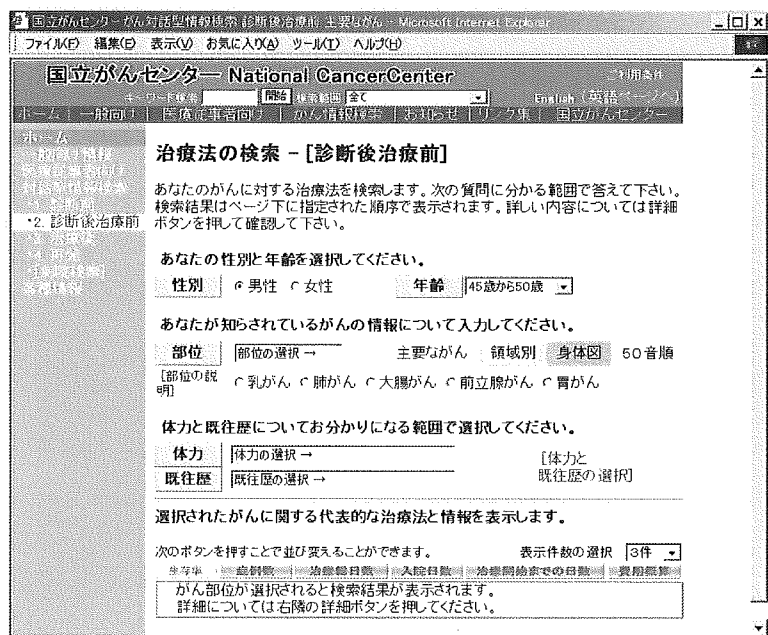 国立がんセンター がん対話型情報検索 診断後治療前 主要ながん - Microsoft Internet Explorer
ファイル(F) 編集(E) 表示(V) お気に入り(A) ツール(T) ヘルプ(H)
国立がんセンター National CancerCenter
ご利用条件
キーワード検索 開始 検索範囲 全て English (英語ページへ)
ホーム | 一般向け | 医療従事者向け | がん情報検索 | お知らせ | リンク集 | 国立がんセンター
ホーム
•2. 診断後治療前
治療法の検索 - [診断後治療前]
あなたのがんに対する治療法を検索します。次の質問に分かる範囲で答えて下さい。
検索結果はページ下に指定された順序で表示されます。詳しい内容については詳細
ボタンを押して確認して下さい。
あなたの性別と年齢を選択してください。
性別 男性 女性 年齢 45歳から50歳
あなたが知らされているがんの情報について入力してください。
部位 部位の選択 → 主要ながん 領域別 身体図 50音順
[部位の説
明] 乳がん 肺がん 大腸がん 前立腺がん 胃がん
体力と既往歴についてお分かりになる範囲で選択してください。
体力 体力の選択 → [体力と
既往歴 既往歴の選択 → 既往歴の選択]
選択されたがんに関する代表的な治療法と情報を表示します。
次のボタンを押すことで並び変えることができます。 表示件数の選択 3件
生存率 症例数 治療総日数 入院日数 治療開始までの日数 費用概算
がん部位が選択されると検索結果が表示されます。
詳細については右隣の詳細ボタンを押してください。